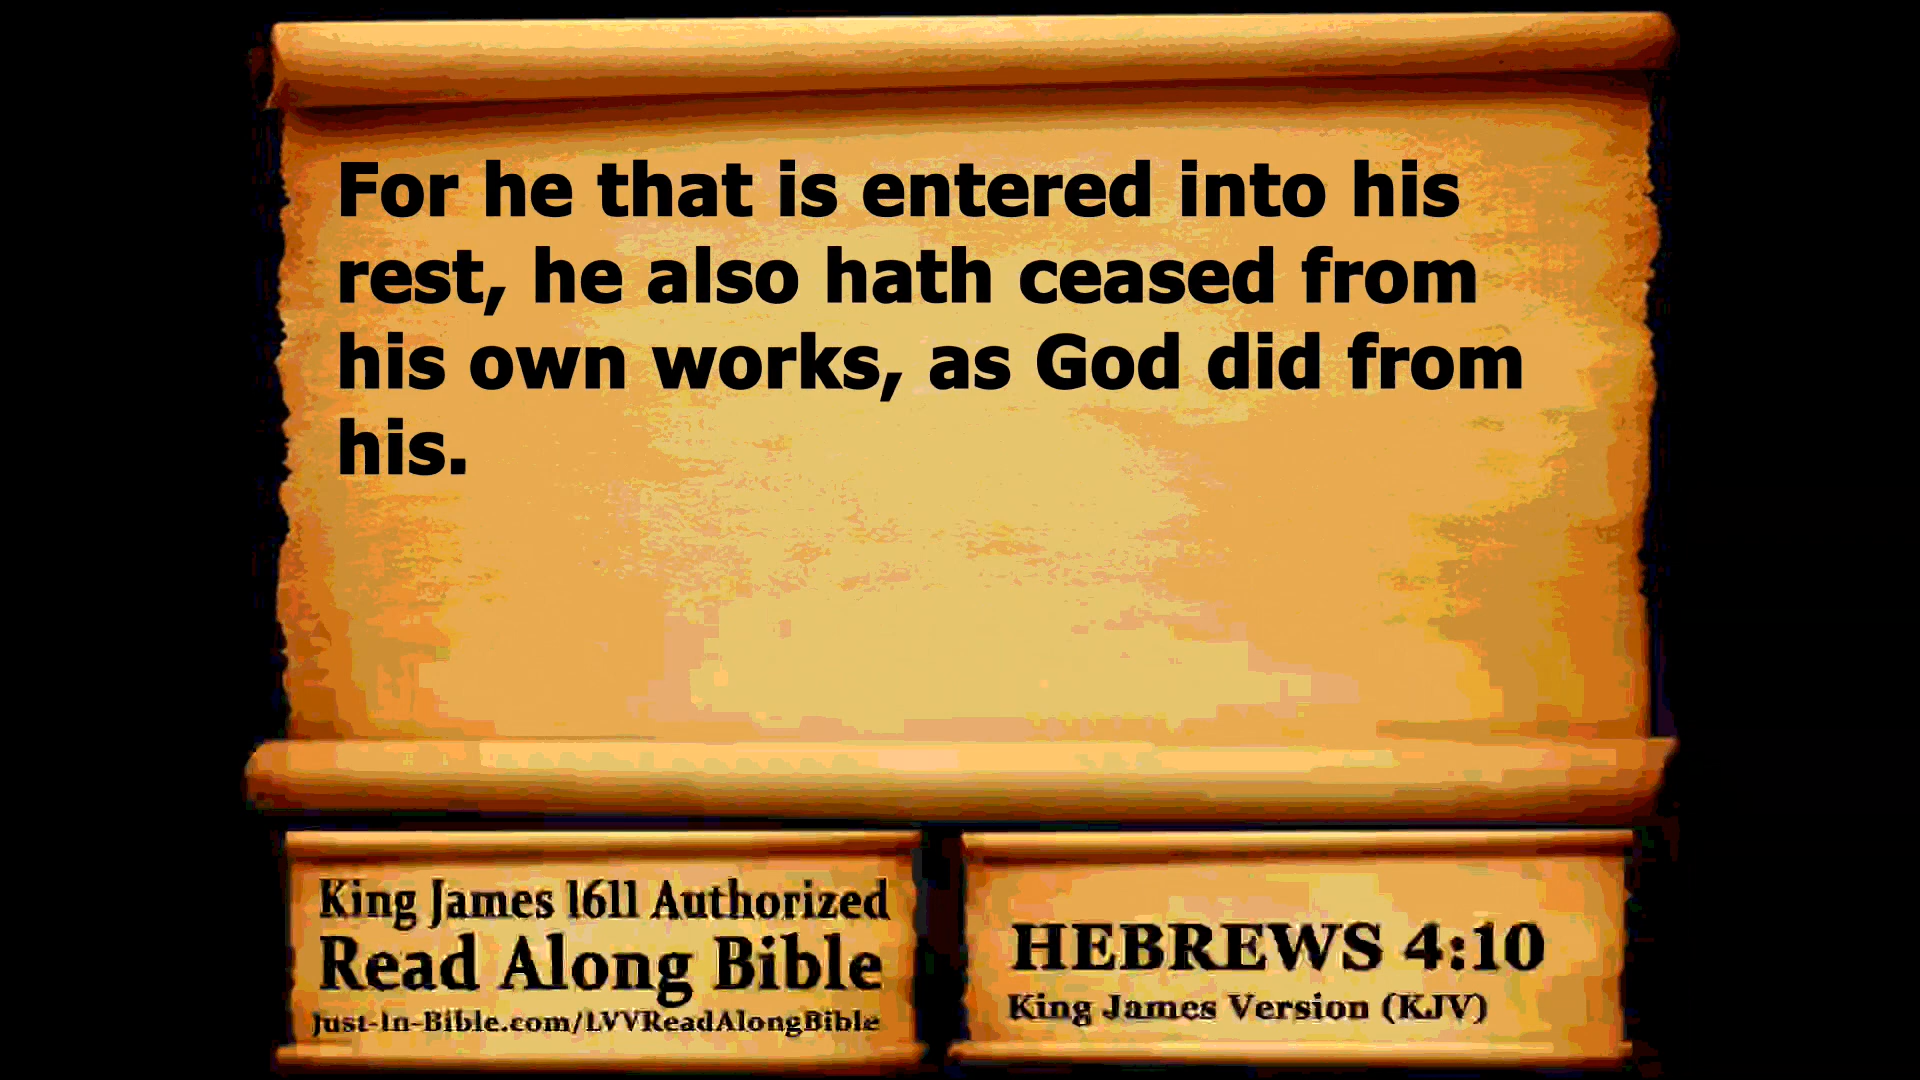 For he that is entered into his
rest, he also hath ceased from
his own works, as God did from
his.
King James 1611 Authorized
Read Along Bible
Just-In-Bible.com/LVVReadAlongBible
HEBREWS 4:10
King James Version (KJV)